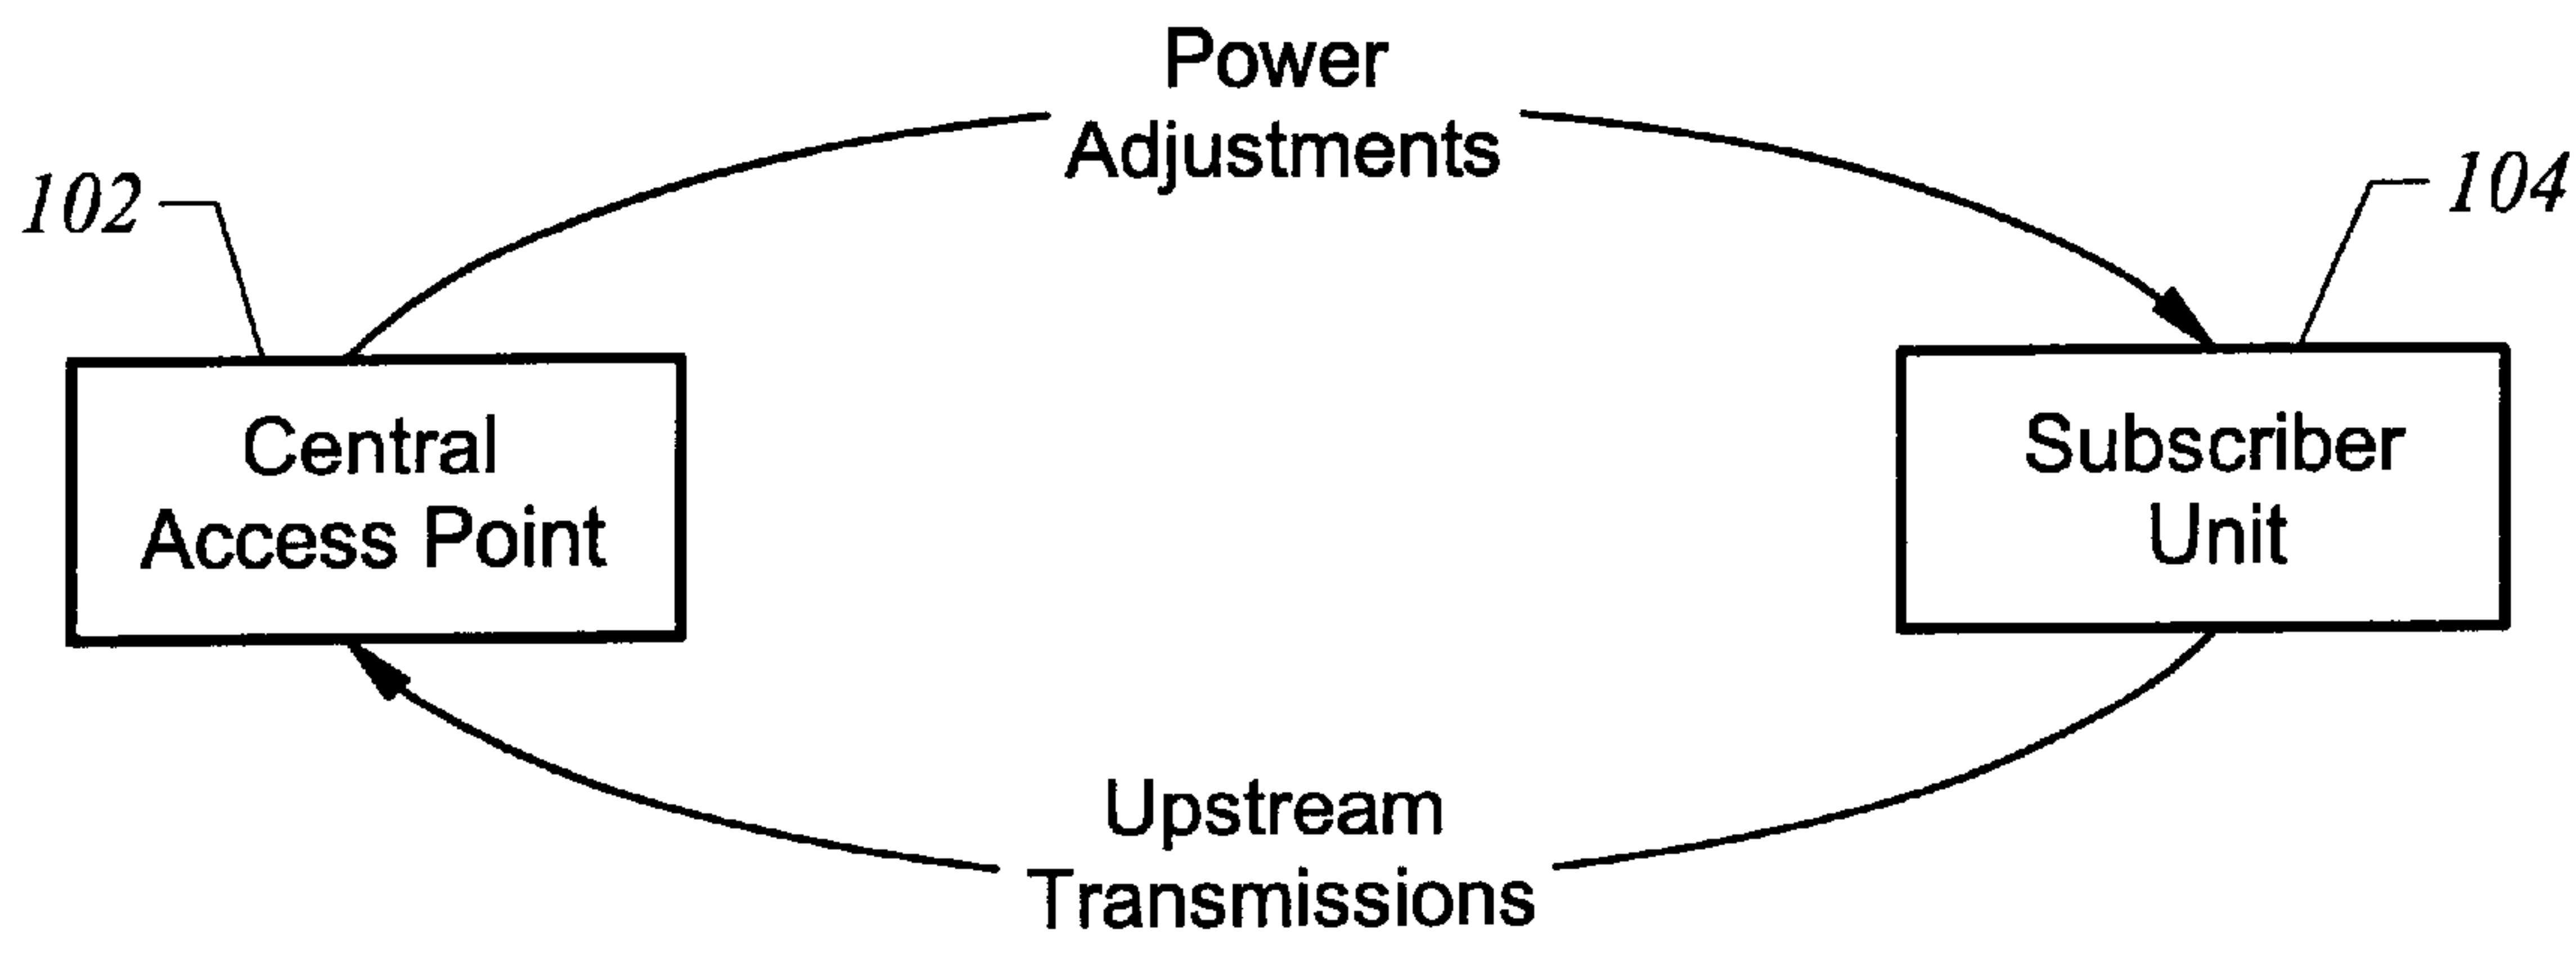 Power
Adjustments
102
104
Central
Access Point
Subscriber
Unit
Upstream
Transmissions